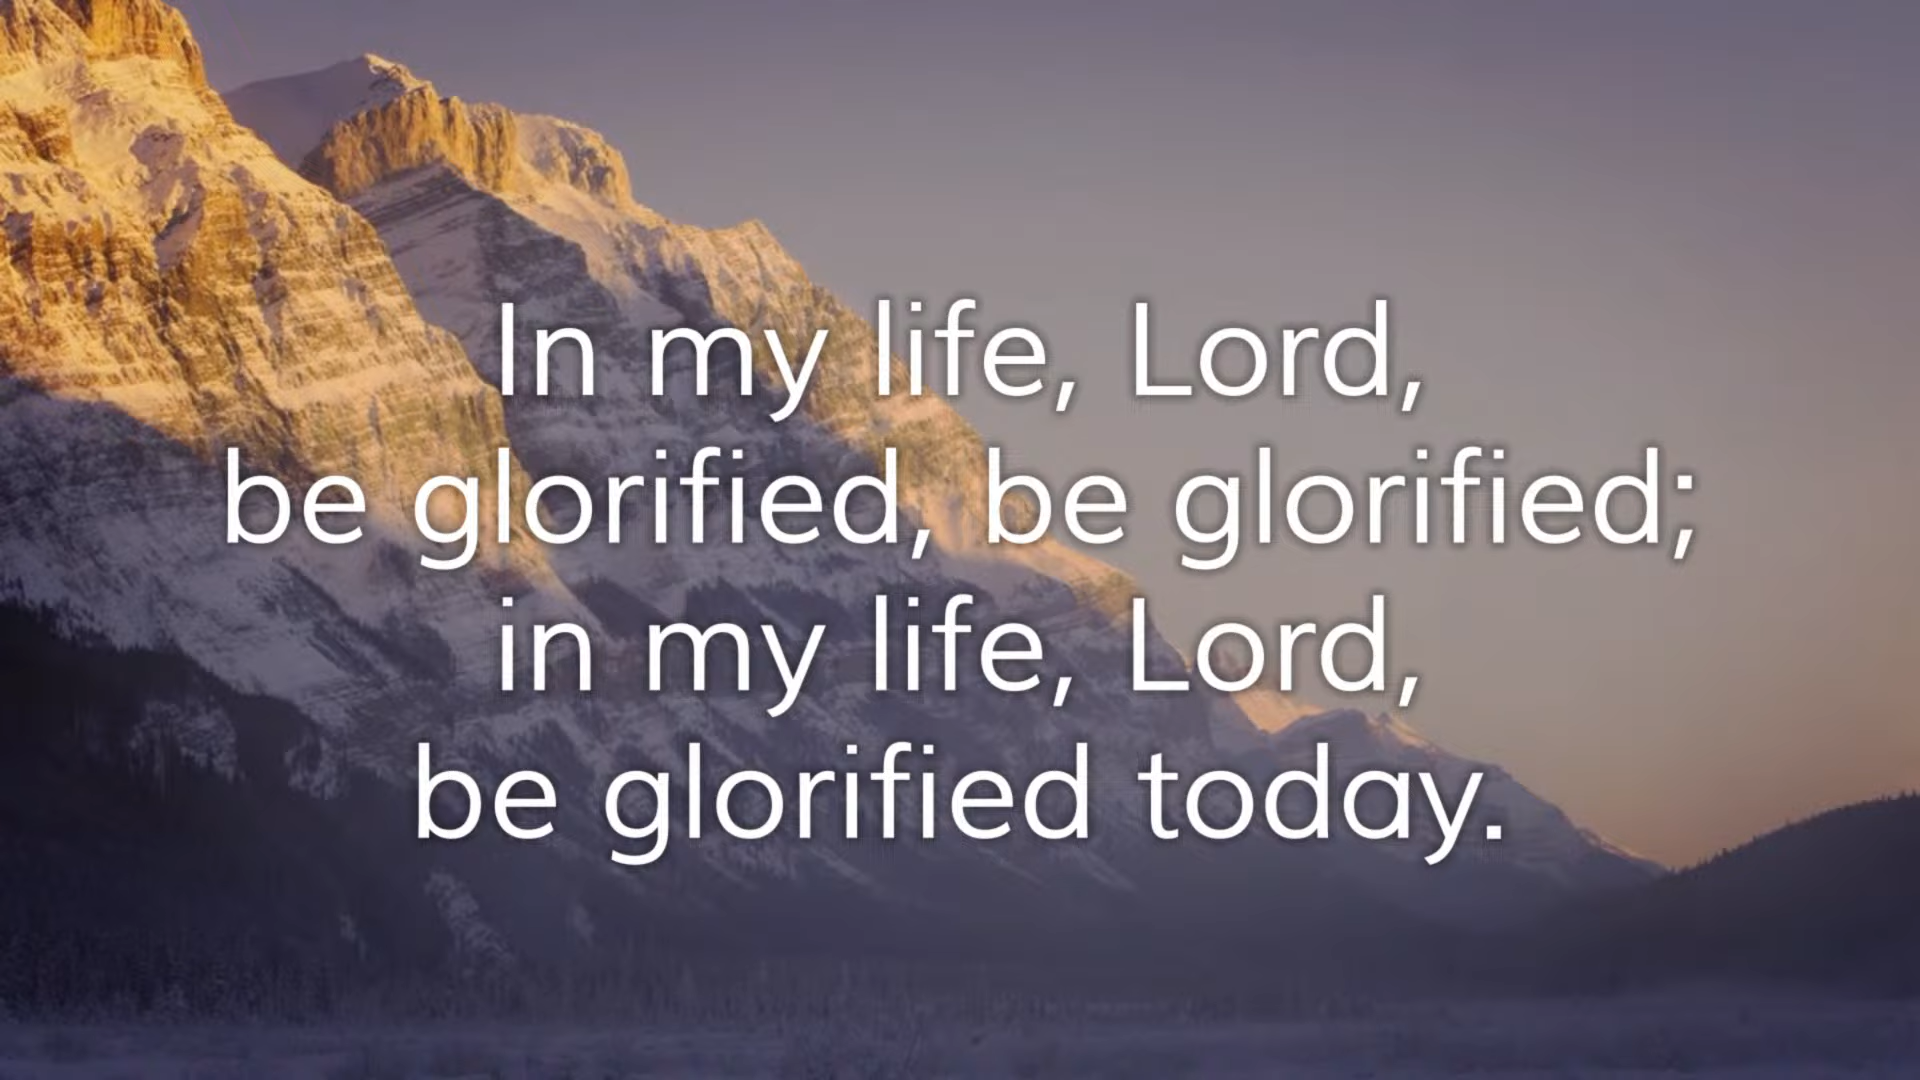 In my life, Lord,
be glorified, be glorified;
in my life, Lord,
be glorified today.